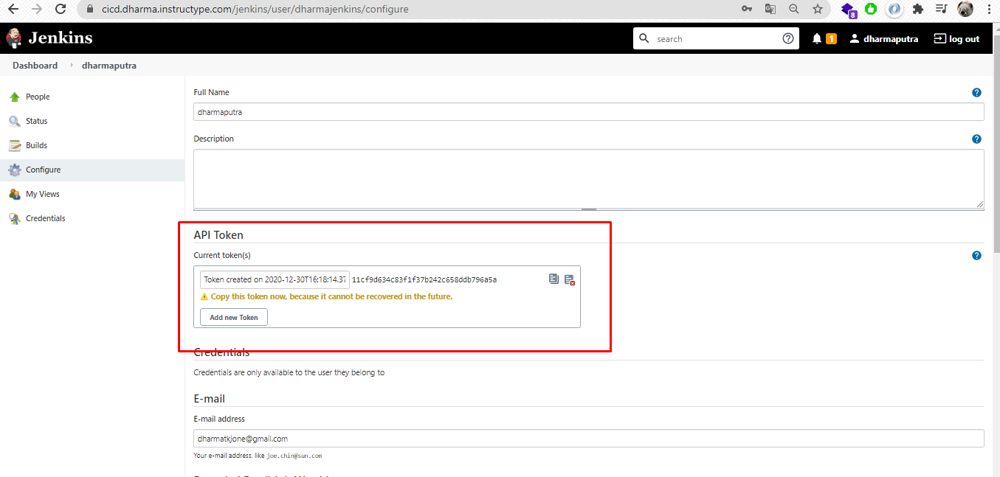 cicd.dharma.instructype.com/jenkins/user/dharmajenkins/configure
8
Jenkins
search
1
dharmaputra
log out
Dashboard
dharmaputra
People
Status
Builds
Configure
My Views
Credentials
Full Name
dharmaputra
Description
API Token
Current token(s)
Token created on 2020-12-30T16:18:14.37 11cf9d634c83f1f37b242c658ddb796a5a
Copy this token now, because it cannot be recovered in the future.
Add new Token
Credentials
Credentials are only available to the user they belong to
E-mail
E-mail address
dharmatkjone@gmail.com
Your e-mail address, like joe.chin@sun.com